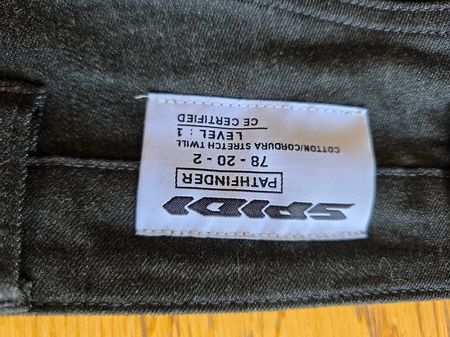 SPIDI
PATHFINDER
78 - 20 - 2
COTTON/CORDURA STRETCH TWILL
LEVEL : 1
CE CERTIFIED